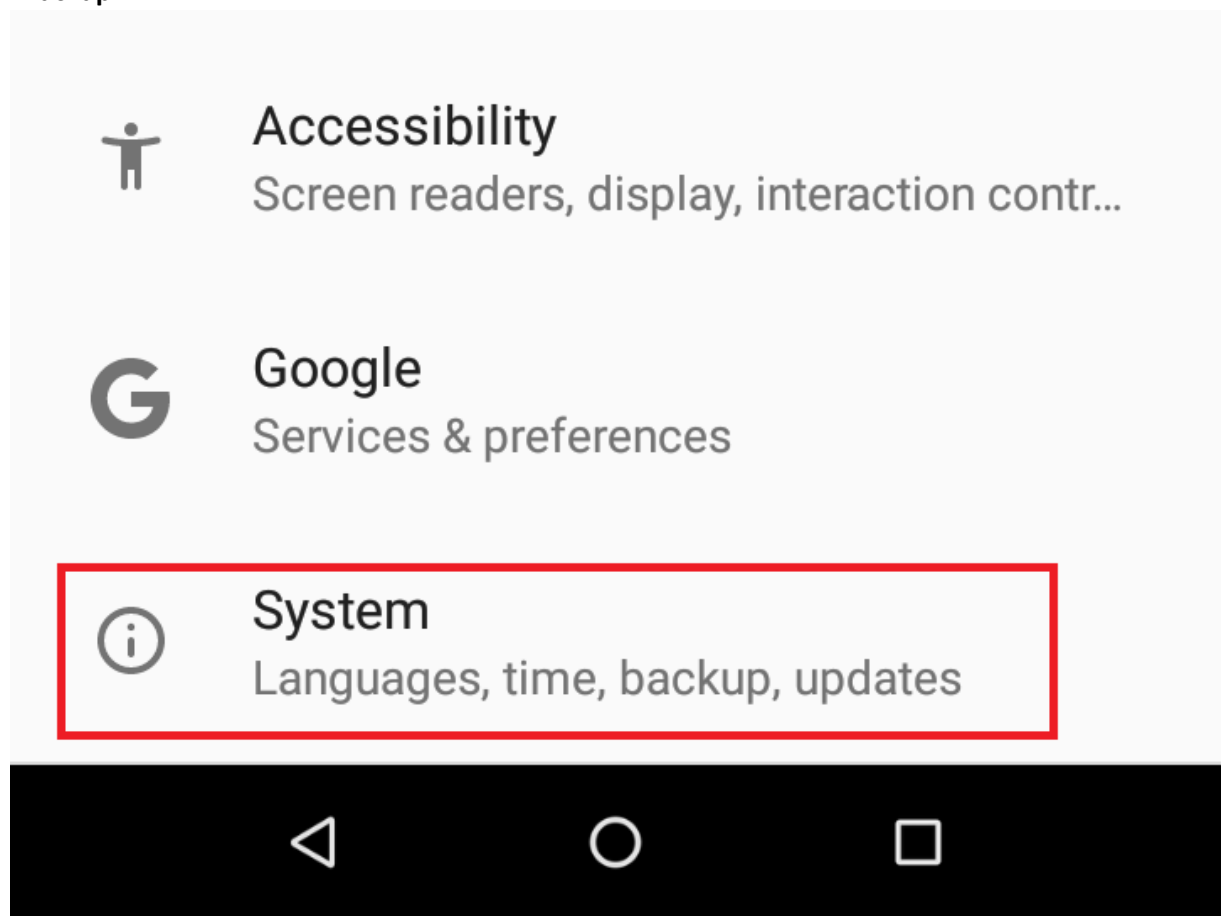 Accessibility
Screen readers, display, interaction contr...
Google
Services & preferences
System
Languages, time, backup, updates